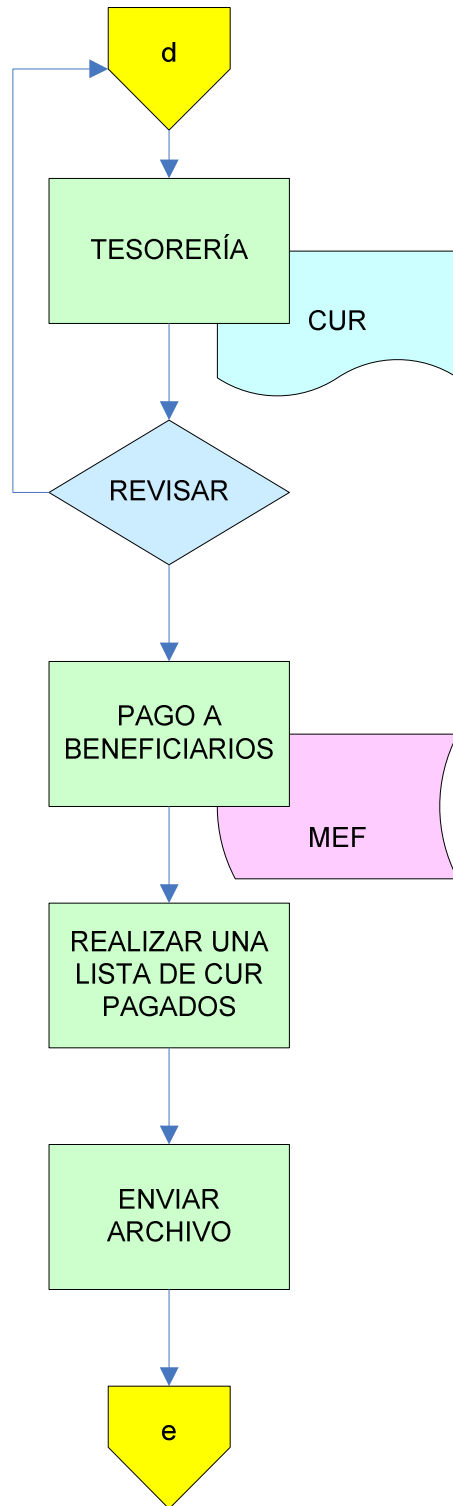 d
TESORERÍA
CUR
REVISAR
PAGO A
BENEFICIARIOS
MEF
REALIZAR UNA
LISTA DE CUR
PAGADOS
ENVIAR
ARCHIVO
e